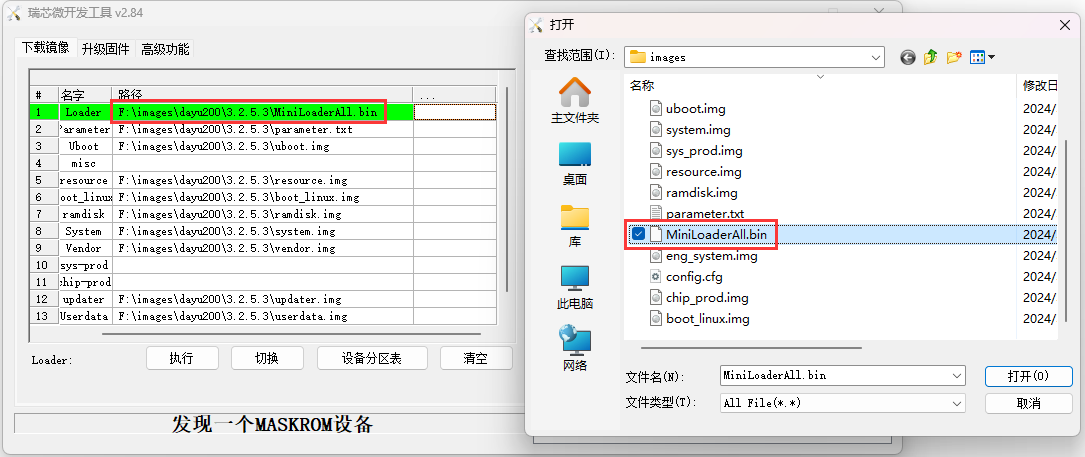 瑞芯微开发工具 v2.84
下载镜像 升级固件 高级功能
# 名字 路径 ...
1 Loader F:\images\dayu200\3.2.5.3\MiniLoaderAll.bin
2 Parameter F:\images\dayu200\3.2.5.3\parameter.txt
3 Uboot F:\images\dayu200\3.2.5.3\uboot.img
4 misc
5 resource F:\images\dayu200\3.2.5.3\resource.img
6 oot_linux F:\images\dayu200\3.2.5.3\boot_linux.img
7 ramdisk F:\images\dayu200\3.2.5.3\ramdisk.img
8 System F:\images\dayu200\3.2.5.3\system.img
9 Vendor F:\images\dayu200\3.2.5.3\vendor.img
10 sys-prod
11 chip-prod
12 updater F:\images\dayu200\3.2.5.3\updater.img
13 Userdata F:\images\dayu200\3.2.5.3\userdata.img
Loader:
执行 切换 设备分区表 清空
发现一个MASKROM设备
打开
查找范围(I): images
主文件夹
桌面
库
此电脑
网络
名称 修改日
uboot.img 2024/
system.img 2024/
sys_prod.img 2024/
resource.img 2024/
ramdisk.img 2024/
parameter.txt 2024/
MiniLoaderAll.bin 2024/
eng_system.img 2024/
config.cfg 2024/
chip_prod.img 2024/
boot_linux.img 2024/
文件名(N): MiniLoaderAll.bin 打开(O)
文件类型(T): All File(*.*) 取消